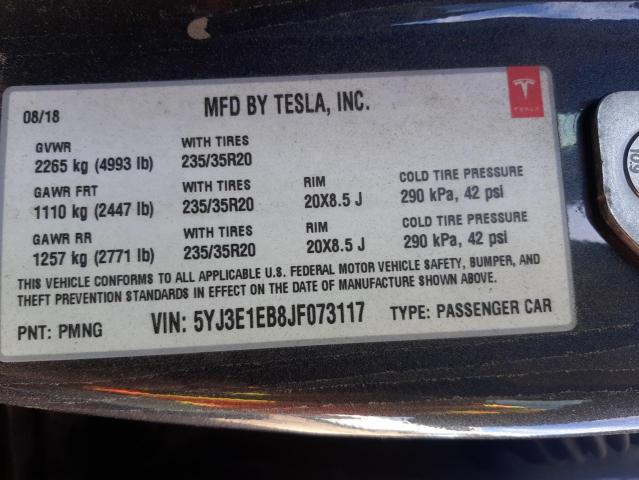 08/18 MFD BY TESLA, INC. TESLA
GVWR WITH TIRES
2265 kg (4993 lb) 235/35R20
GAWR FRT WITH TIRES RIM COLD TIRE PRESSURE
1110 kg (2447 lb) 235/35R20 20X8.5 J 290 kPa, 42 psi
GAWR RR WITH TIRES RIM COLD TIRE PRESSURE
1257 kg (2771 lb) 235/35R20 20X8.5 J 290 kPa, 42 psi
THIS VEHICLE CONFORMS TO ALL APPLICABLE U.S. FEDERAL MOTOR VEHICLE SAFETY, BUMPER, AND
THEFT PREVENTION STANDARDS IN EFFECT ON THE DATE OF MANUFACTURE SHOWN ABOVE.
PNT: PMNG VIN: 5YJ3E1EB8JF073117 TYPE: PASSENGER CAR